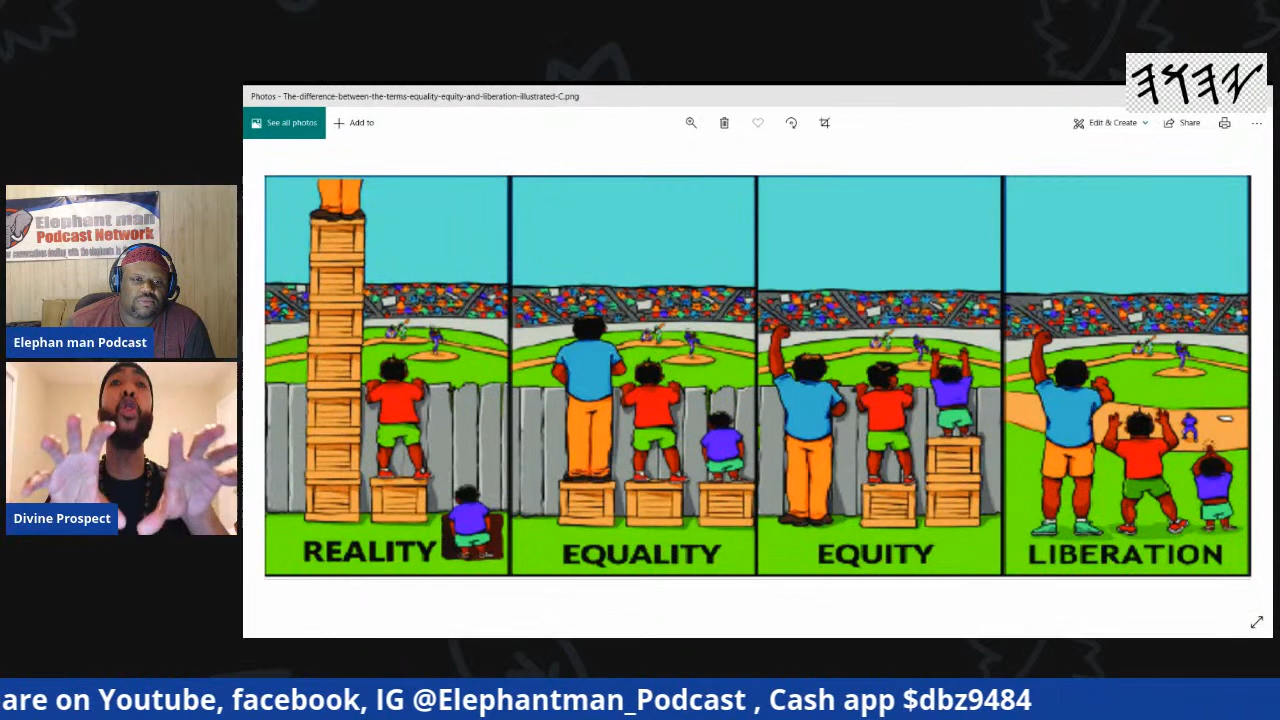 Photos - The-difference-between-the-terms-equality-equity-and-liberation-illustrated-C.png
𐤉𐤄𐤅𐤄
See all photos
Add to
Edit & Create
Share
Elephant man
Podcast Network
Elephan man Podcast
Divine Prospect
REALITY
EQUALITY
EQUITY
LIBERATION
are on Youtube, facebook, IG @Elephantman_Podcast , Cash app $dbz9484